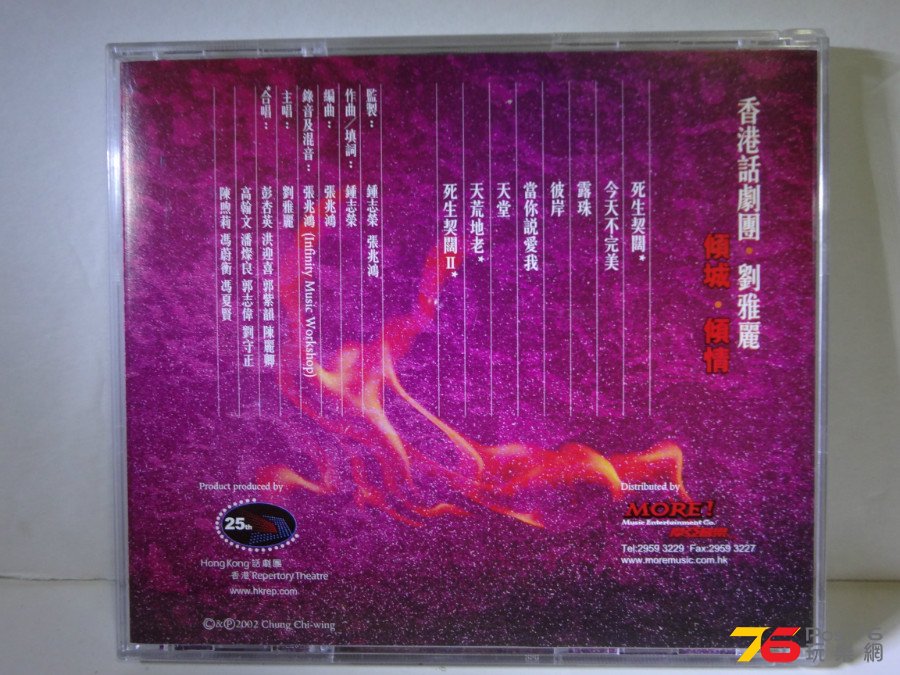 香港話劇團・劉雅麗
傾城・傾情
死生契闊*
今天不完美
露珠
彼岸
當你說愛我
天堂
天荒地老*
死生契闊II*
監製： 鍾志榮 張兆鴻
作曲／填詞： 鍾志榮
編曲： 張兆鴻
錄音及混音： 張兆鴻 (Infinity Music Workshop)
主唱： 劉雅麗
*合唱： 彭杏英 洪迎喜 郭紫韻 陳麗卿
高翰文 潘燦良 郭志偉 劉守正
陳煦莉 馮蔚衡 馮夏賢
Product produced by
25th
Hong Kong 話劇團
香港 Repertory Theatre
www.hkrep.com
©&℗2002 Chung Chi-wing
Distributed by
MORE!
Music Entertainment Co.
Tel:2959 3229 Fax:2959 3227
www.moremusic.com.hk
76
玩 網